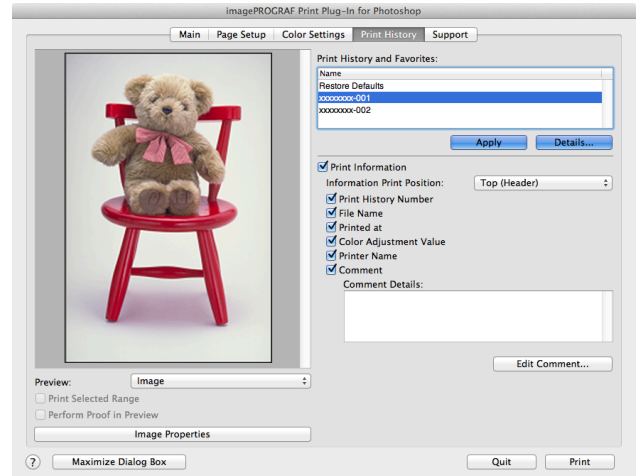 imagePROGRAF Print Plug-In for Photoshop
Main Page Setup Color Settings Print History Support
Print History and Favorites:
Name
Restore Defaults
xxxxxxxx-001
xxxxxxxx-002
Apply Details...
Print Information
Information Print Position: Top (Header)
Print History Number
File Name
Printed at
Color Adjustment Value
Printer Name
Comment
Comment Details:
Edit Comment...
Preview: Image
Print Selected Range
Perform Proof in Preview
Image Properties
? Maximize Dialog Box Quit Print